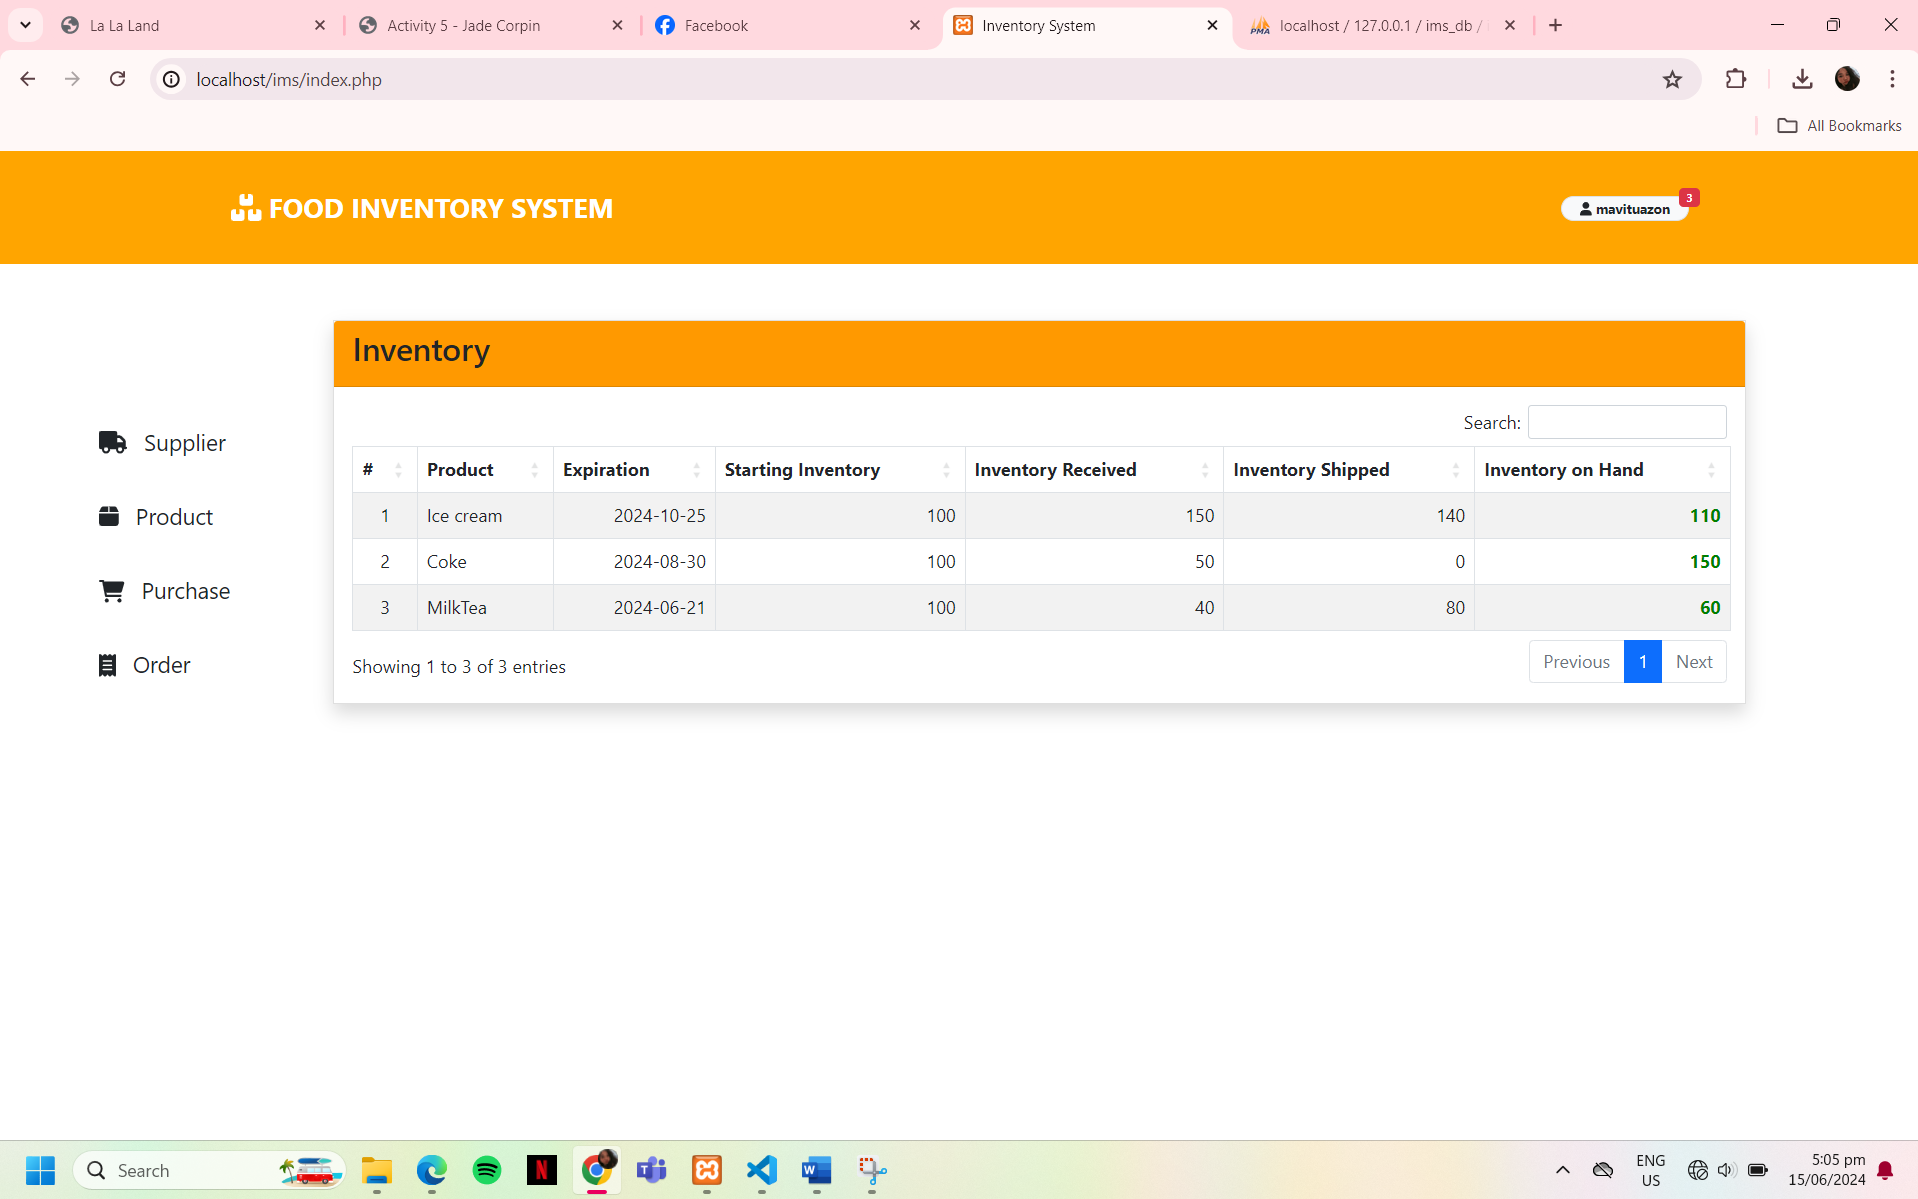 La La Land
Activity 5 - Jade Corpin
Facebook
Inventory System
localhost / 127.0.0.1 / ims_db /
localhost/ims/index.php
All Bookmarks
FOOD INVENTORY SYSTEM
mavituazon
3
Inventory
Supplier
Product
Purchase
Order
Search:
# Product Expiration Starting Inventory Inventory Received Inventory Shipped Inventory on Hand
1 Ice cream 2024-10-25 100 150 140 110
2 Coke 2024-08-30 100 50 0 150
3 MilkTea 2024-06-21 100 40 80 60
Showing 1 to 3 of 3 entries
Previous 1 Next
Search
ENG
US
5:05 pm
15/06/2024